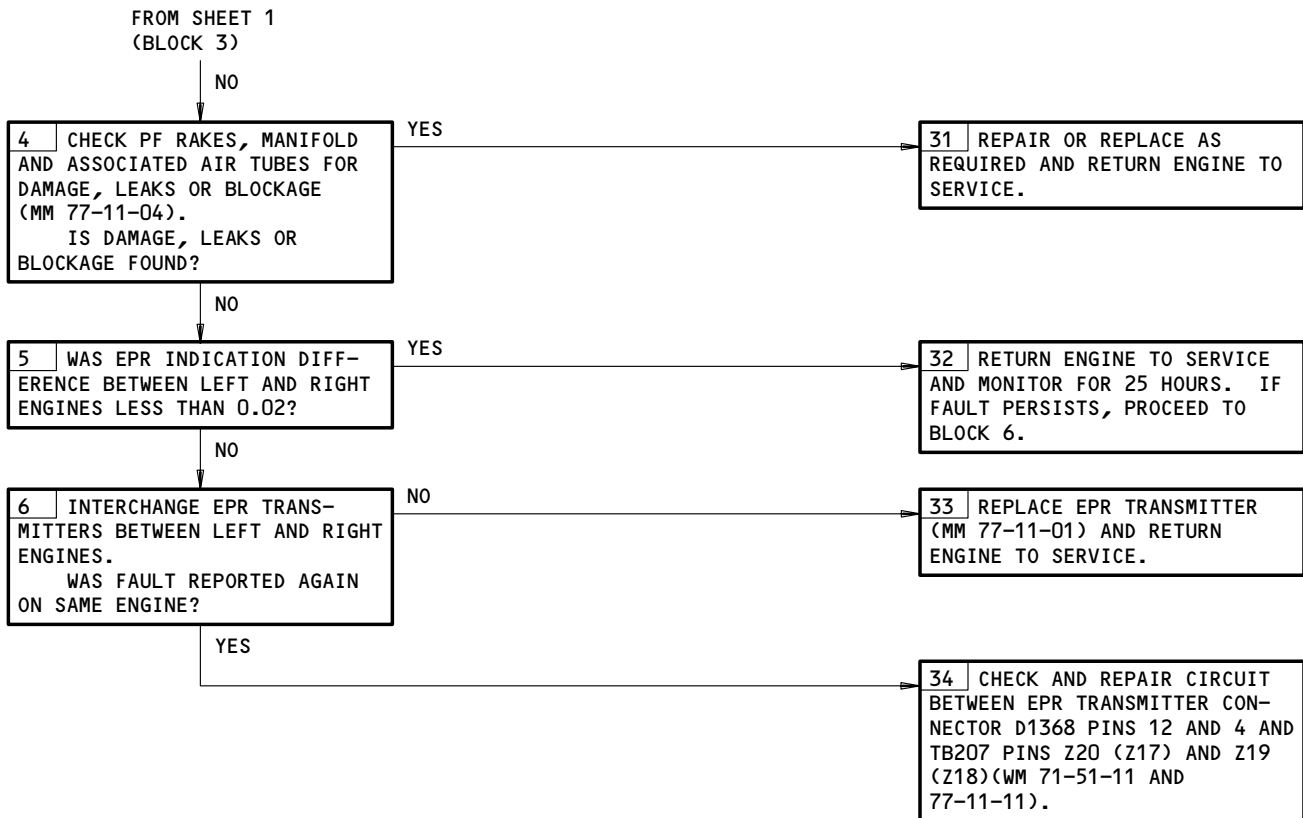 FROM SHEET 1
(BLOCK 3)
NO
4 CHECK PF RAKES, MANIFOLD
AND ASSOCIATED AIR TUBES FOR
DAMAGE, LEAKS OR BLOCKAGE
(MM 77-11-04).
IS DAMAGE, LEAKS OR
BLOCKAGE FOUND?
YES
31 REPAIR OR REPLACE AS
REQUIRED AND RETURN ENGINE TO
SERVICE.
NO
5 WAS EPR INDICATION DIFF-
ERENCE BETWEEN LEFT AND RIGHT
ENGINES LESS THAN 0.02?
YES
32 RETURN ENGINE TO SERVICE
AND MONITOR FOR 25 HOURS. IF
FAULT PERSISTS, PROCEED TO
BLOCK 6.
NO
6 INTERCHANGE EPR TRANS-
MITTERS BETWEEN LEFT AND RIGHT
ENGINES.
WAS FAULT REPORTED AGAIN
ON SAME ENGINE?
NO
33 REPLACE EPR TRANSMITTER
(MM 77-11-01) AND RETURN
ENGINE TO SERVICE.
YES
34 CHECK AND REPAIR CIRCUIT
BETWEEN EPR TRANSMITTER CON-
NECTOR D1368 PINS 12 AND 4 AND
TB207 PINS Z20 (Z17) AND Z19
(Z18)(WM 71-51-11 AND
77-11-11).